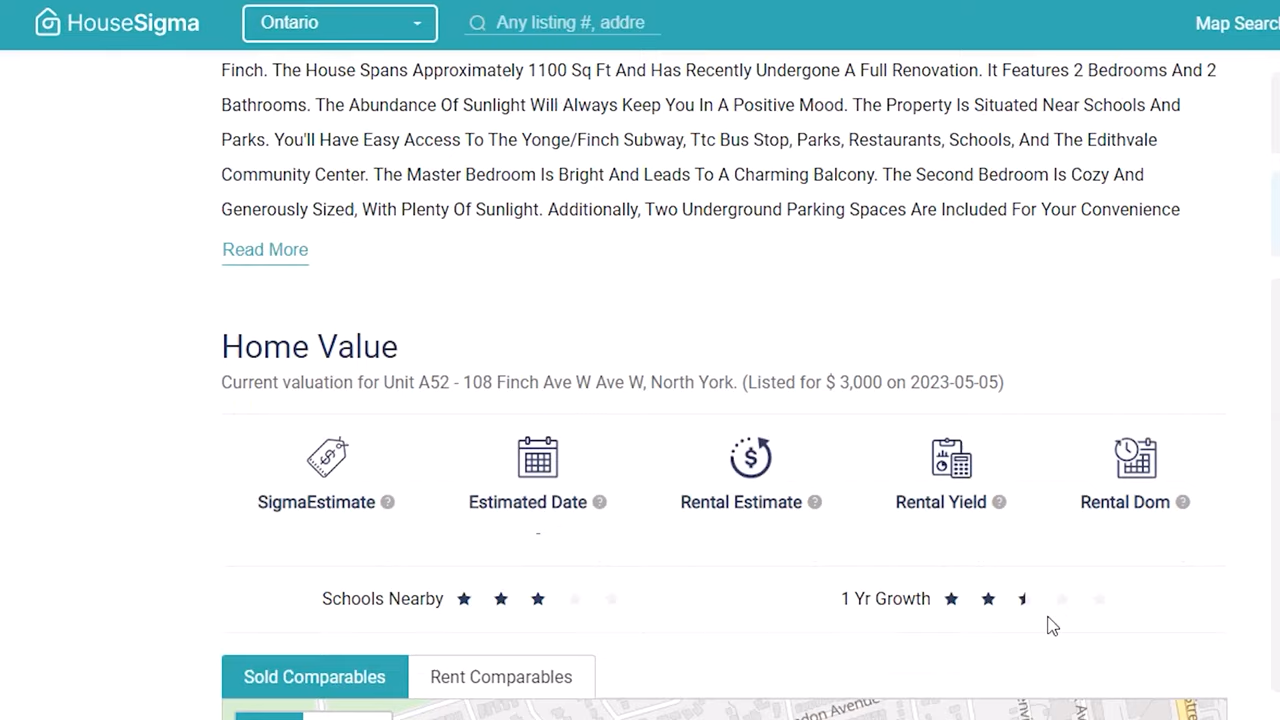 HouseSigma
Ontario
Any listing #, addre
Map Search
Finch. The House Spans Approximately 1100 Sq Ft And Has Recently Undergone A Full Renovation. It Features 2 Bedrooms And 2
Bathrooms. The Abundance Of Sunlight Will Always Keep You In A Positive Mood. The Property Is Situated Near Schools And
Parks. You'll Have Easy Access To The Yonge/Finch Subway, Ttc Bus Stop, Parks, Restaurants, Schools, And The Edithvale
Community Center. The Master Bedroom Is Bright And Leads To A Charming Balcony. The Second Bedroom Is Cozy And
Generously Sized, With Plenty Of Sunlight. Additionally, Two Underground Parking Spaces Are Included For Your Convenience
Read More
Home Value
Current valuation for Unit A52 - 108 Finch Ave W Ave W, North York. (Listed for $ 3,000 on 2023-05-05)
SigmaEstimate ?
Estimated Date ?
-
Rental Estimate ?
Rental Yield ?
Rental Dom ?
Schools Nearby
1 Yr Growth
Sold Comparables
Rent Comparables